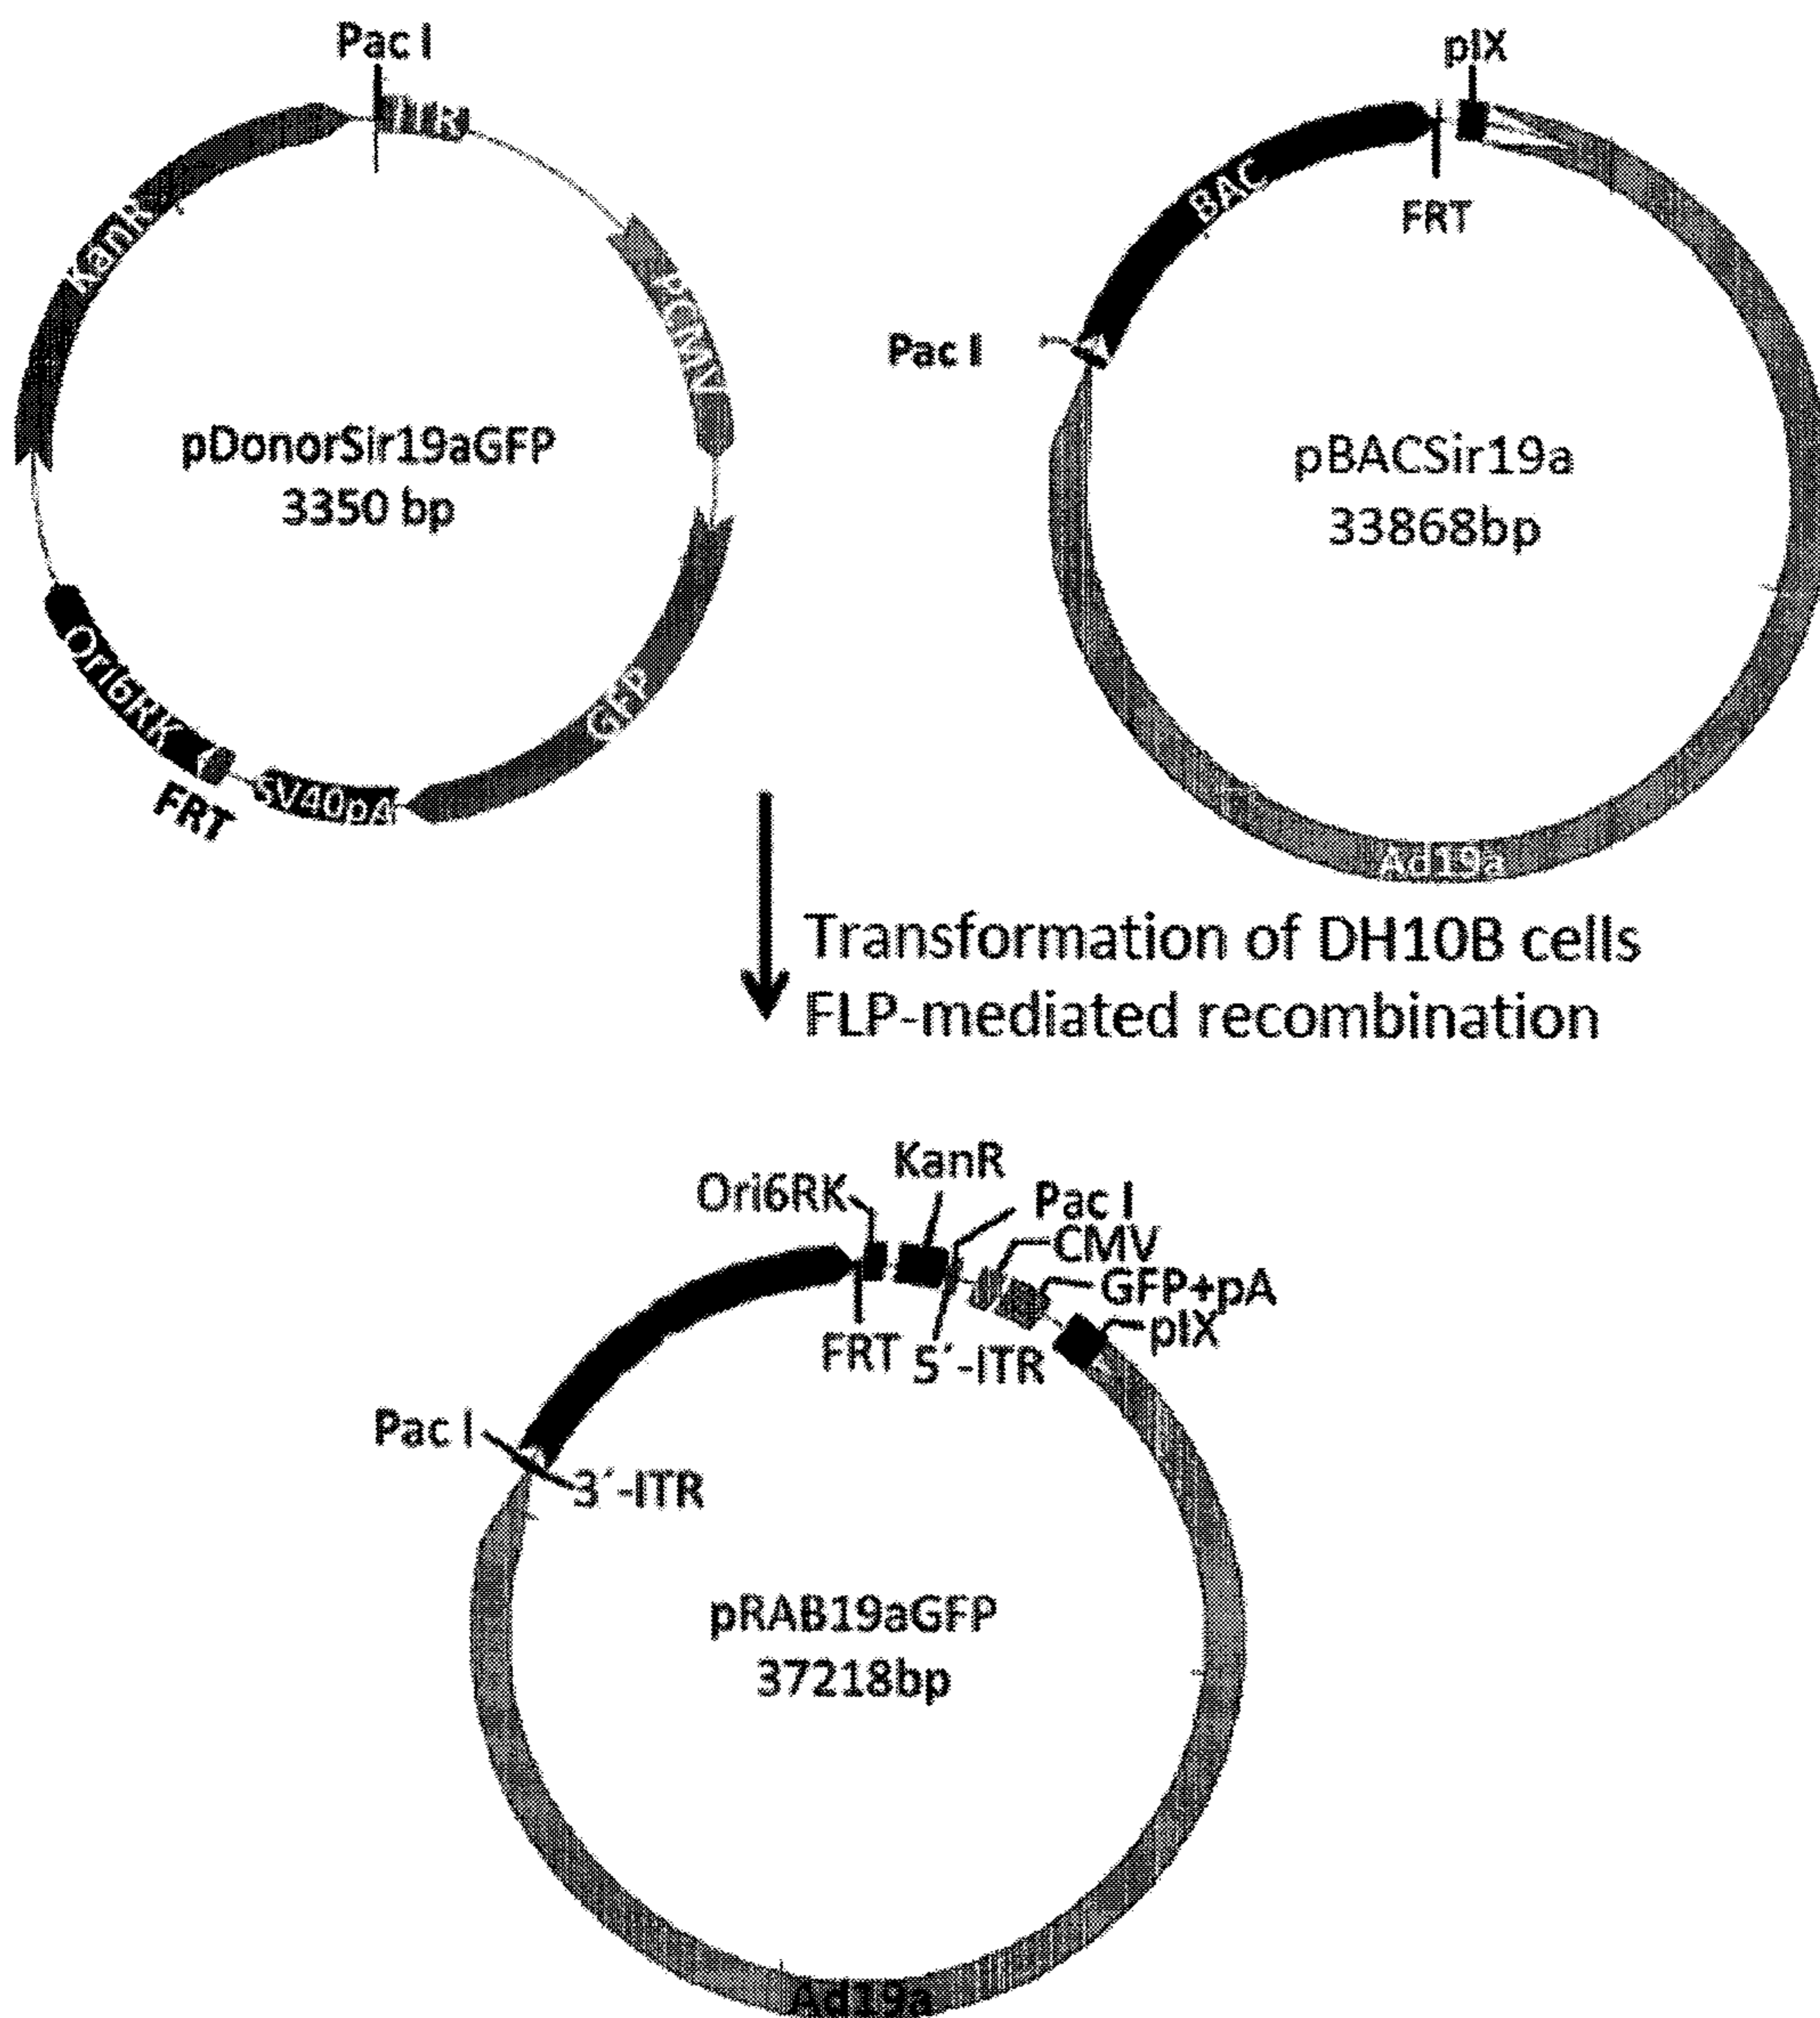 Pac I
ITR
PCMV
GFP
SV40pA
FRT
Ori6RK
KanR
pDonorSir19aGFP
3350 bp
pIX
BAC
FRT
Pac I
pBACSir19a
33868bp
Ad19a
Transformation of DH10B cells
FLP-mediated recombination
KanR
Ori6RK
Pac I
CMV
GFP+pA
pIX
FRT
5´-ITR
Pac I
3´-ITR
pRAB19aGFP
37218bp
Ad19a